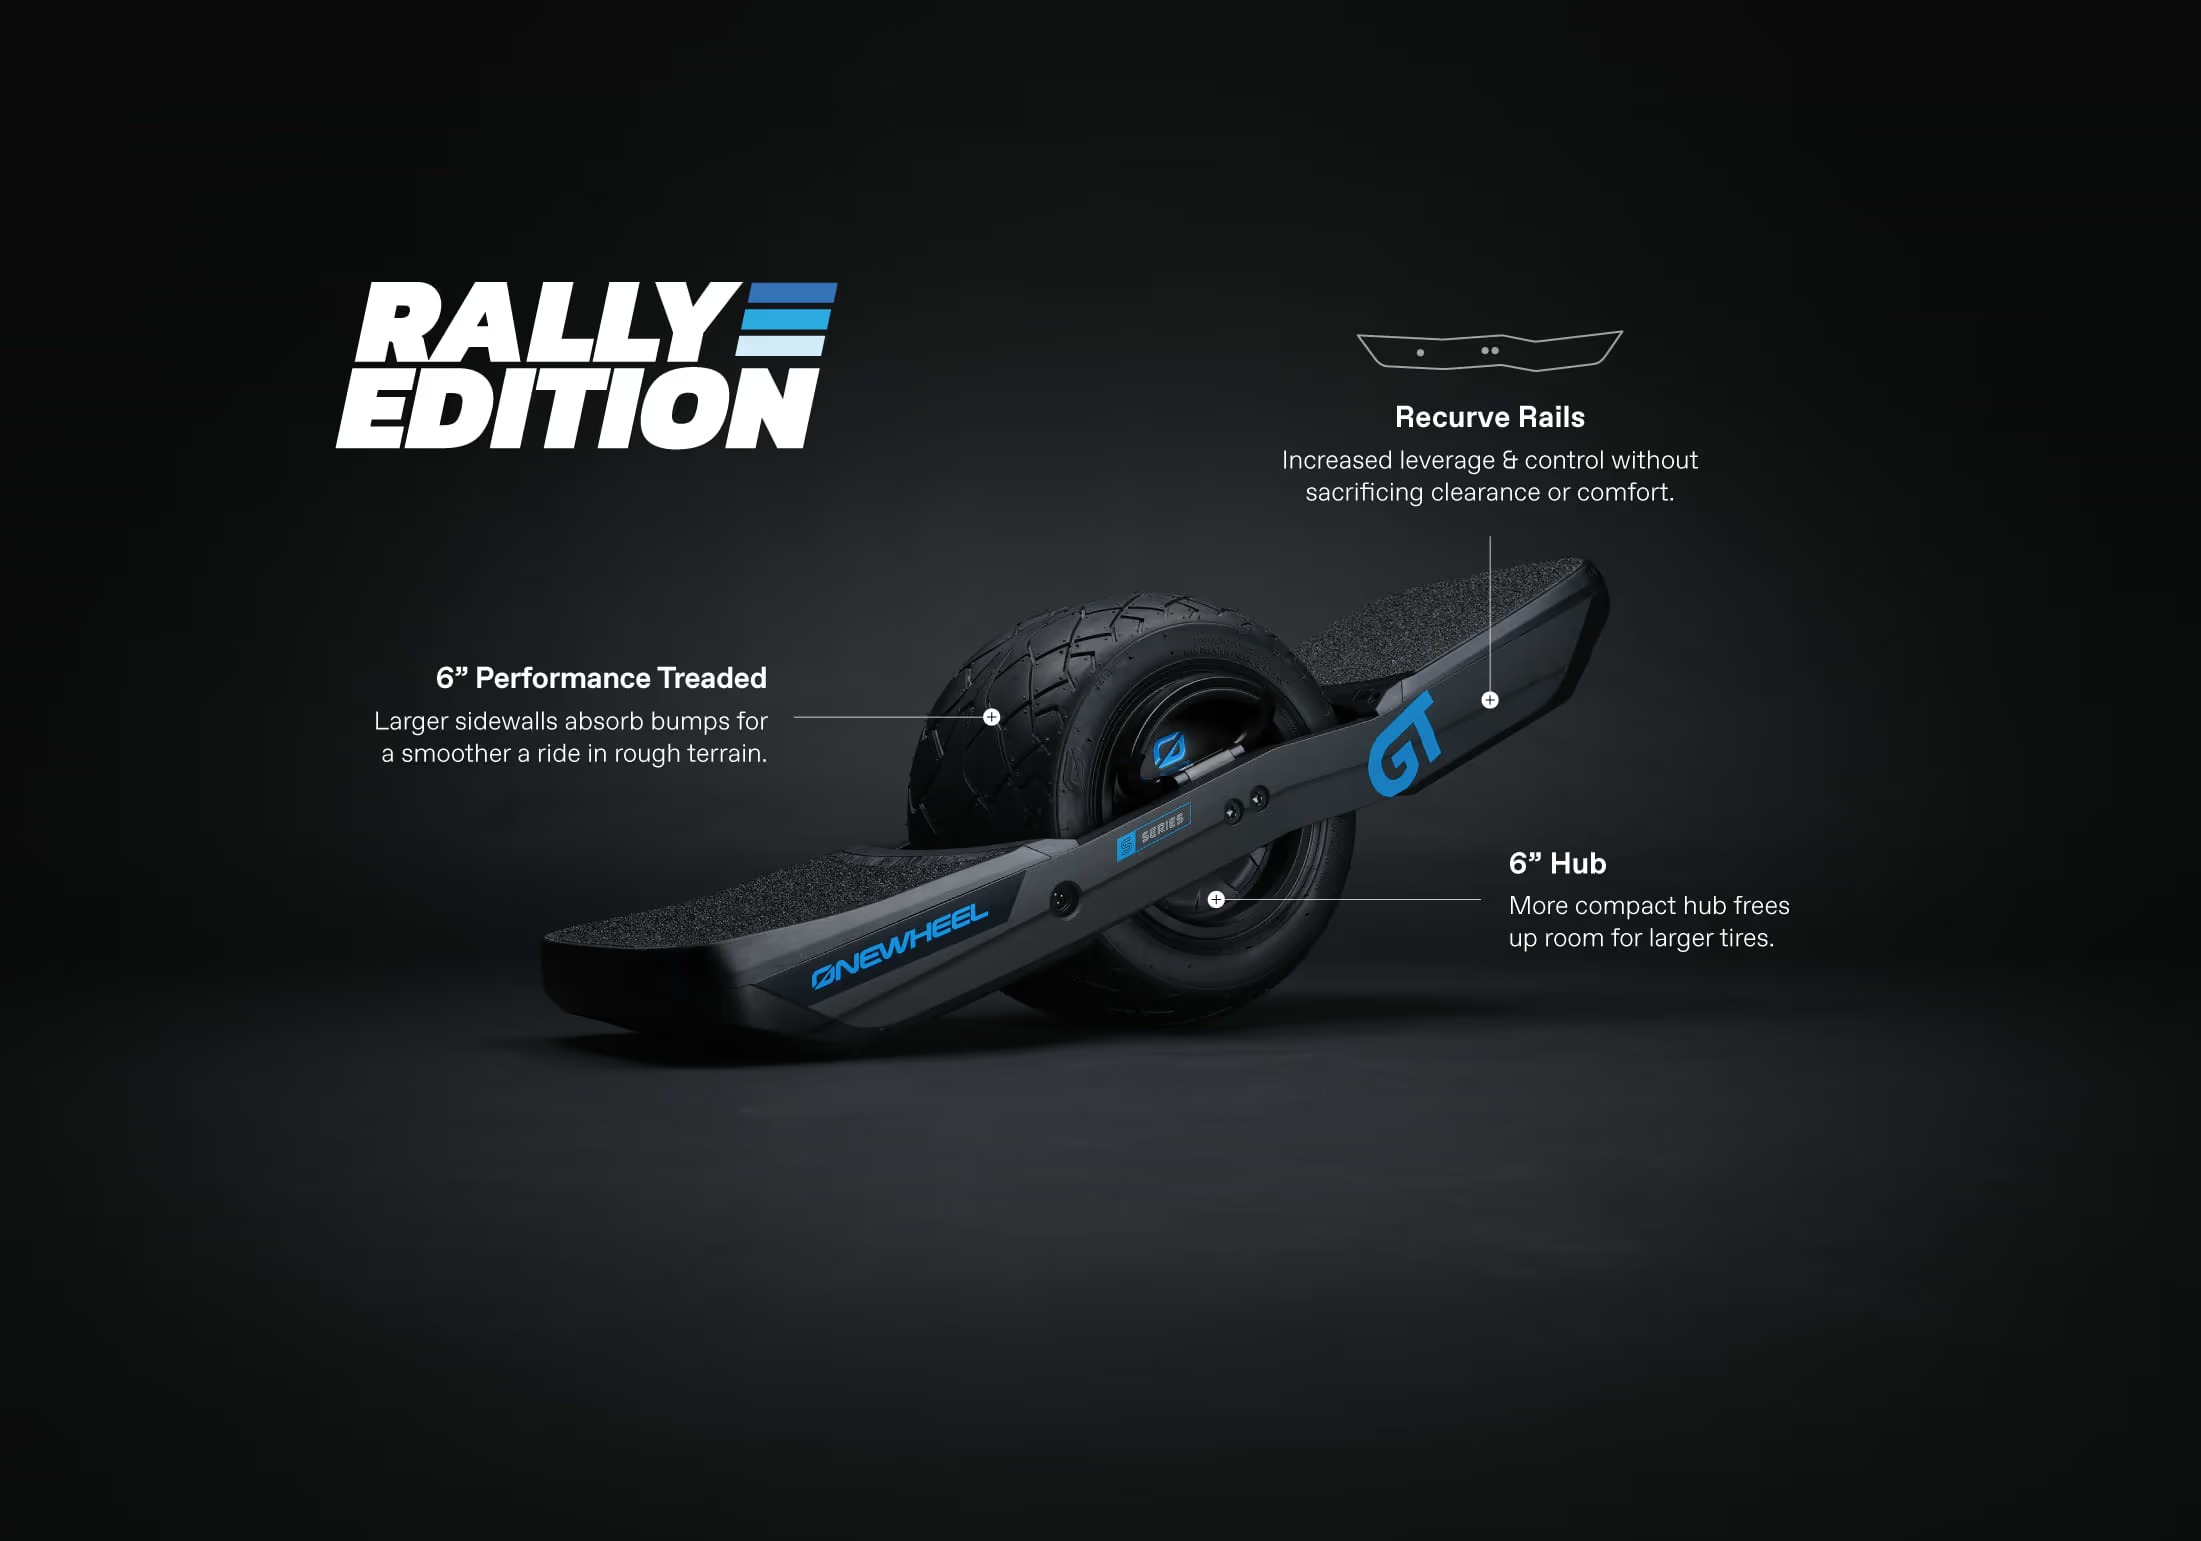 RALLY
EDITION
Recurve Rails
Increased leverage & control without
sacrificing clearance or comfort.
6” Performance Treaded
Larger sidewalls absorb bumps for
a smoother a ride in rough terrain.
GT
S SERIES
ONEWHEEL
6” Hub
More compact hub frees
up room for larger tires.